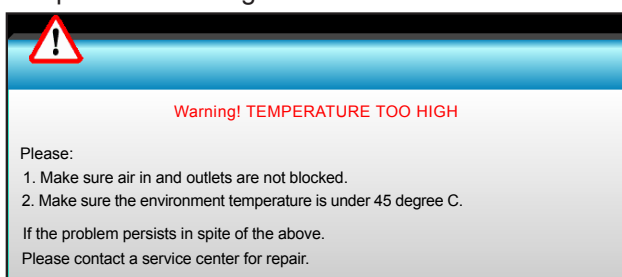 Warning! TEMPERATURE TOO HIGH
Please:
1. Make sure air in and outlets are not blocked.
2. Make sure the environment temperature is under 45 degree C.
If the problem persists in spite of the above.
Please contact a service center for repair.